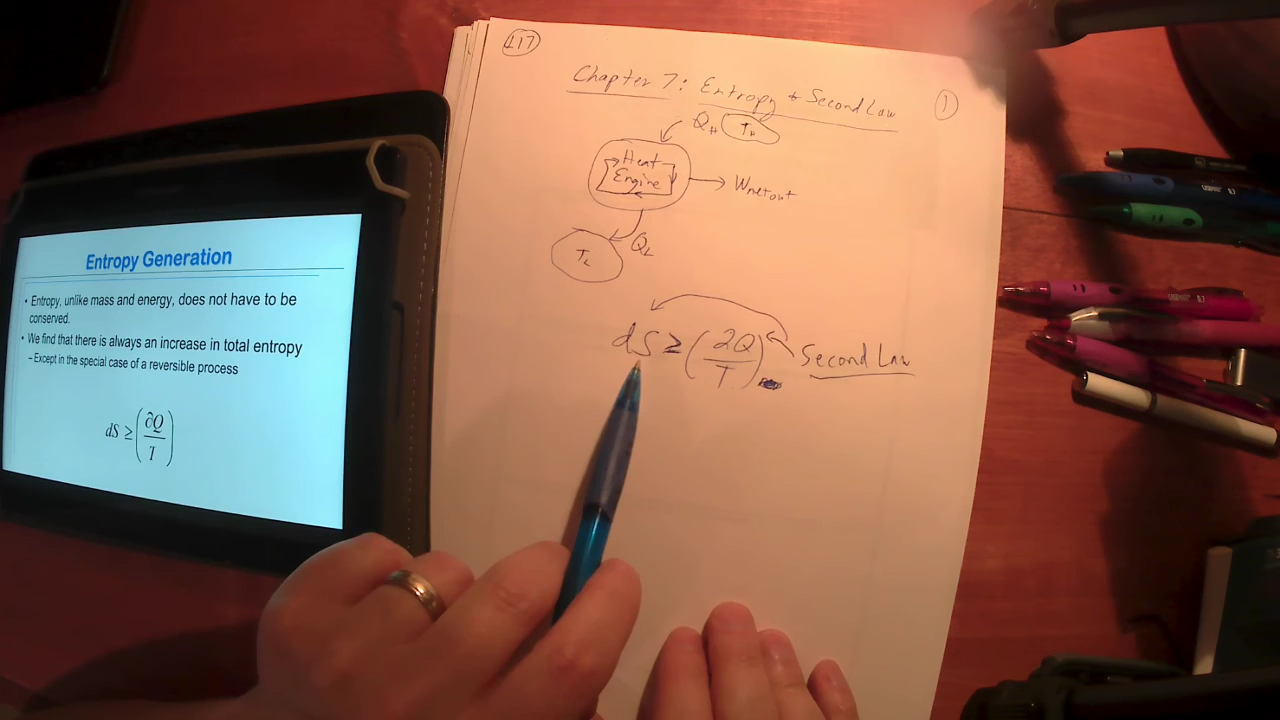 Entropy Generation
• Entropy, unlike mass and energy, does not have to be
conserved.
• We find that there is always an increase in total entropy
– Except in the special case of a reversible process
dS ≥ (∂Q/T)
117
Chapter 7: Entropy + Second Law
1
Q_H T_H
Heat
Engine
W_net out
Q_L
T_L
dS ≥ (∂Q/T)
Second Law